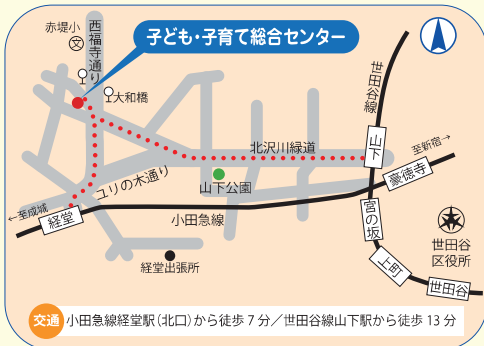 赤堤小
文
西福寺通り
子ども・子育て総合センター
大和橋
世田谷線
北沢川緑道
山下
至新宿→
豪徳寺
ユリの木通り
山下公園
←至成城
経堂
小田急線
宮の坂
世田谷
区役所
経堂出張所
上町
世田谷
交通 小田急線経堂駅(北口)から徒歩7分/世田谷線山下駅から徒歩13分